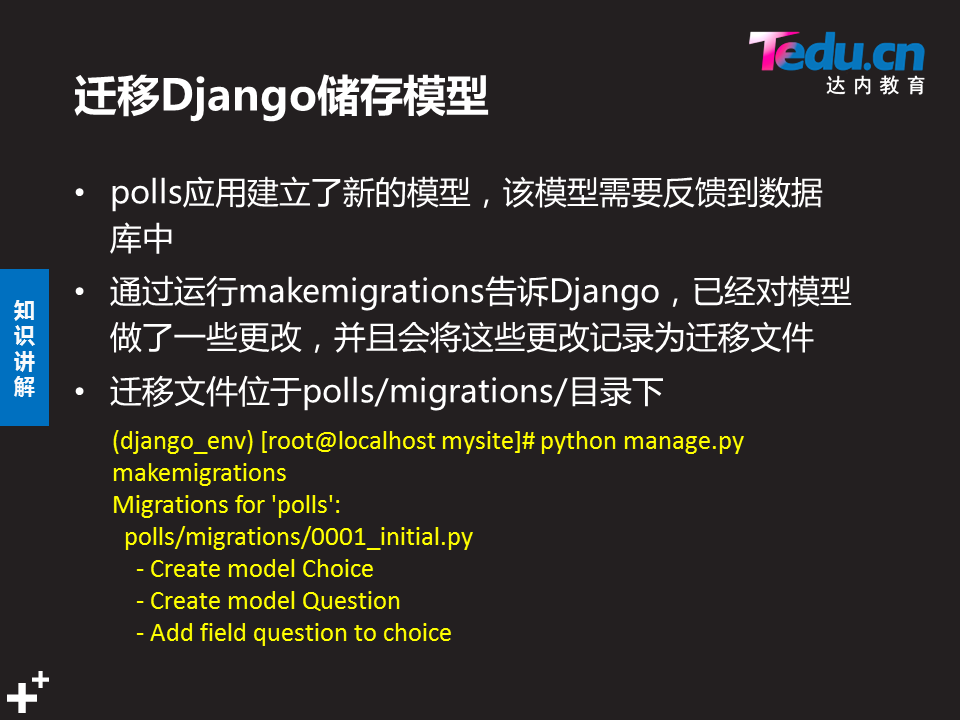 Tedu.cn
达内教育
迁移Django储存模型
• polls应用建立了新的模型，该模型需要反馈到数据
库中
• 通过运行makemigrations告诉Django，已经对模型
做了一些更改，并且会将这些更改记录为迁移文件
• 迁移文件位于polls/migrations/目录下
知识讲解
(django_env) [root@localhost mysite]# python manage.py
makemigrations
Migrations for 'polls':
  polls/migrations/0001_initial.py
    - Create model Choice
    - Create model Question
    - Add field question to choice